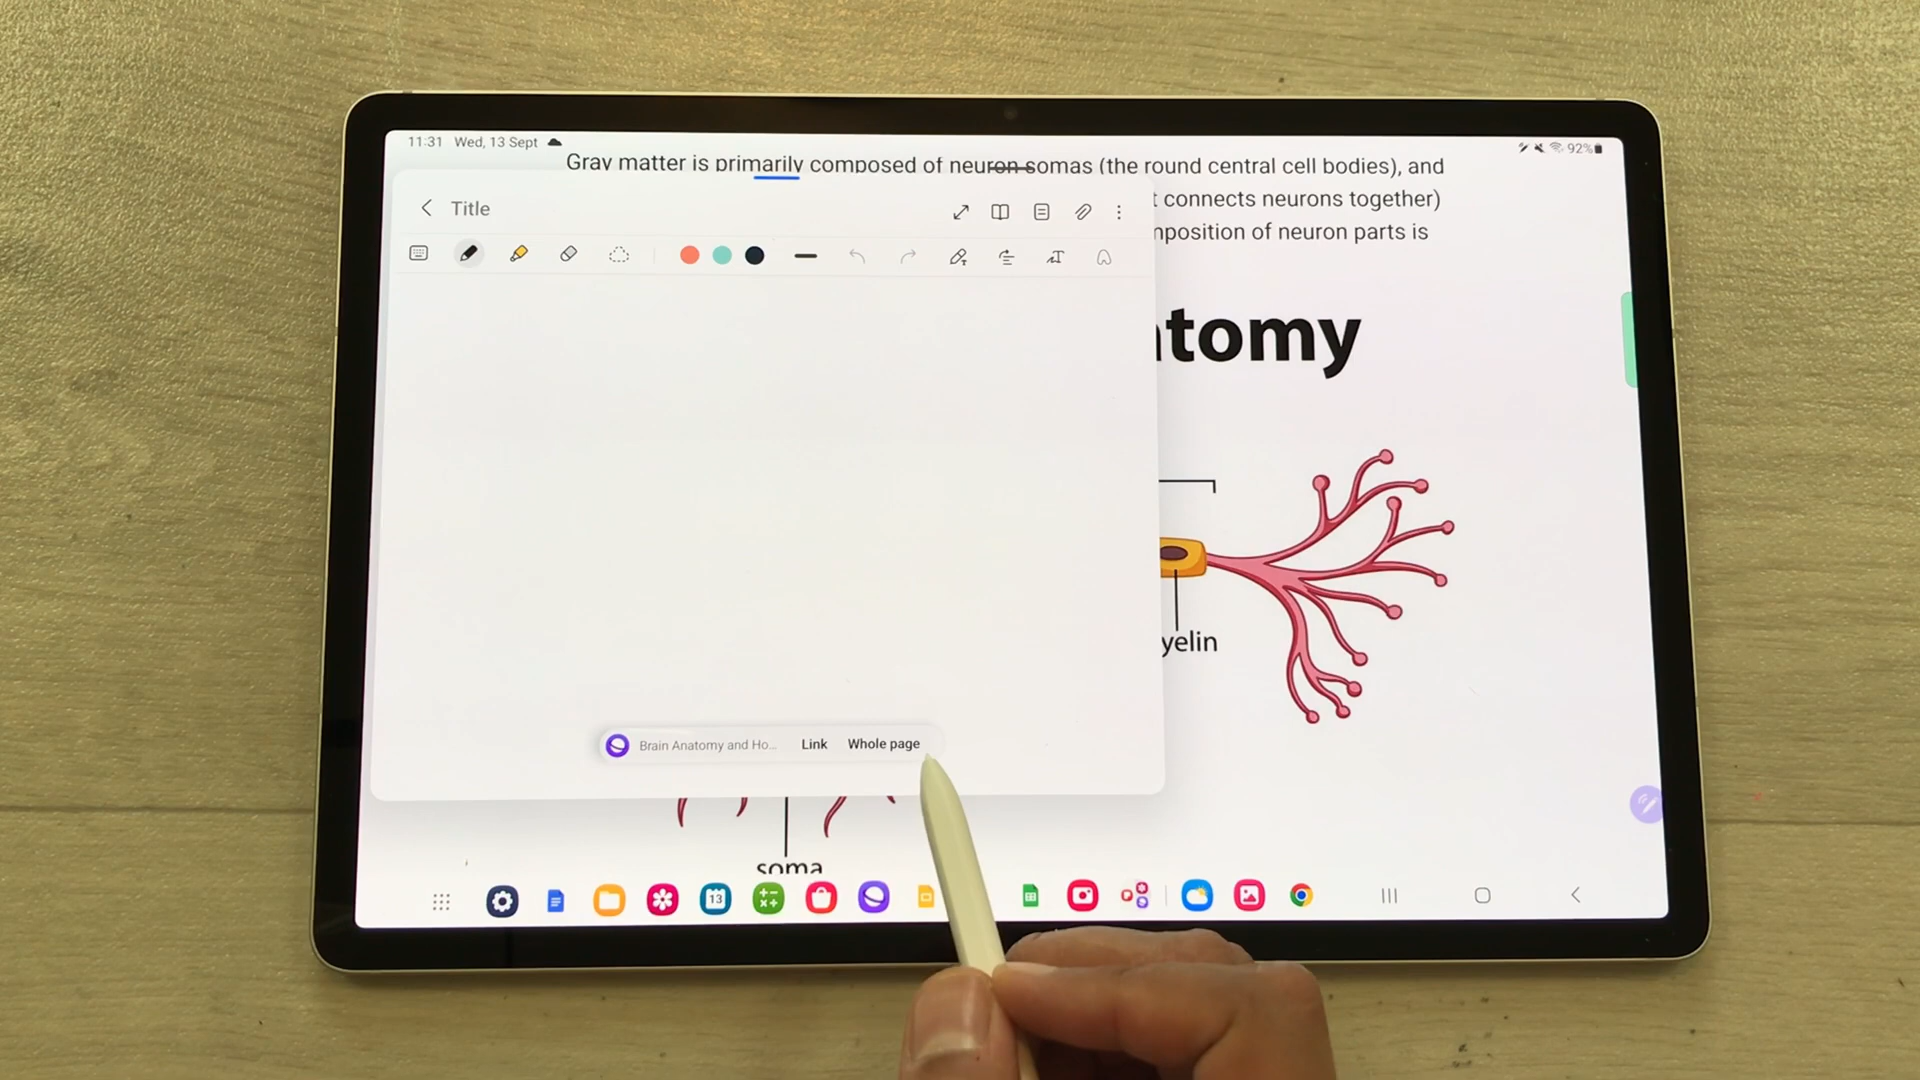 11:31 Wed, 13 Sept
92%
Gray matter is primarily composed of neuron somas (the round central cell bodies), and
connects neurons together)
nposition of neuron parts is
Title
tomy
yelin
Brain Anatomy and Ho... Link Whole page
soma
13